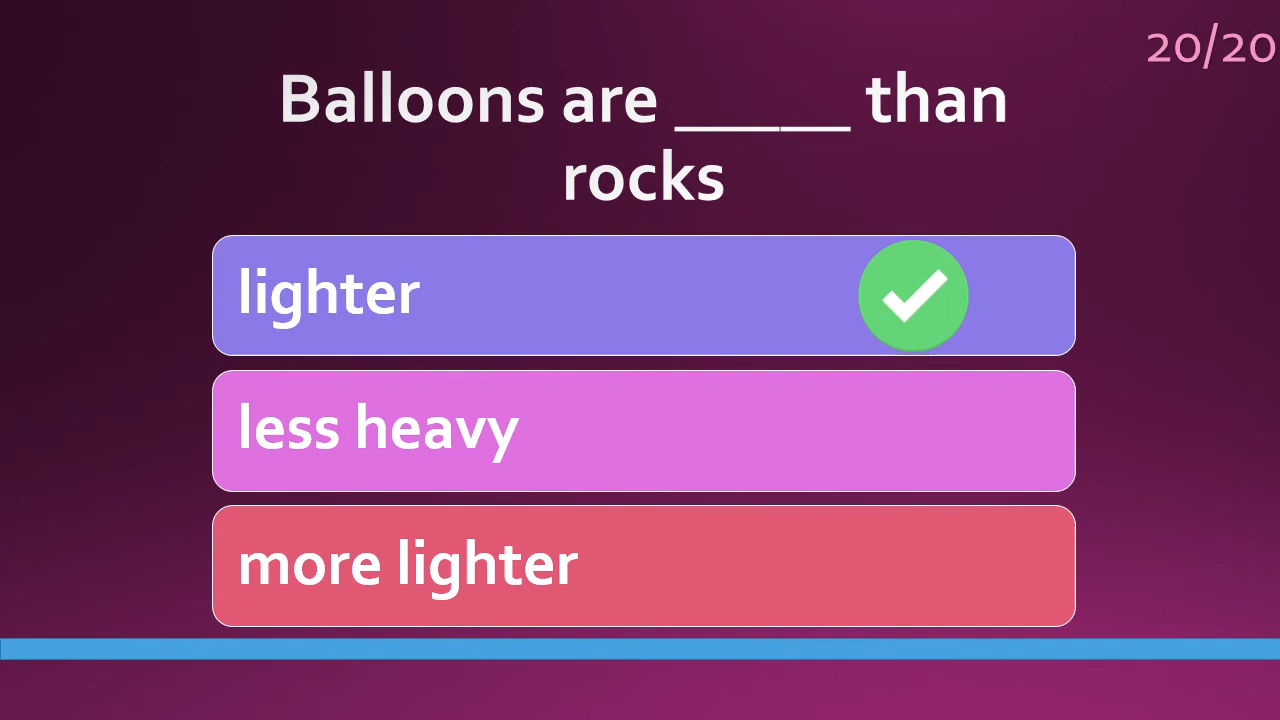 20/20
Balloons are _____ than
rocks
lighter
less heavy
more lighter